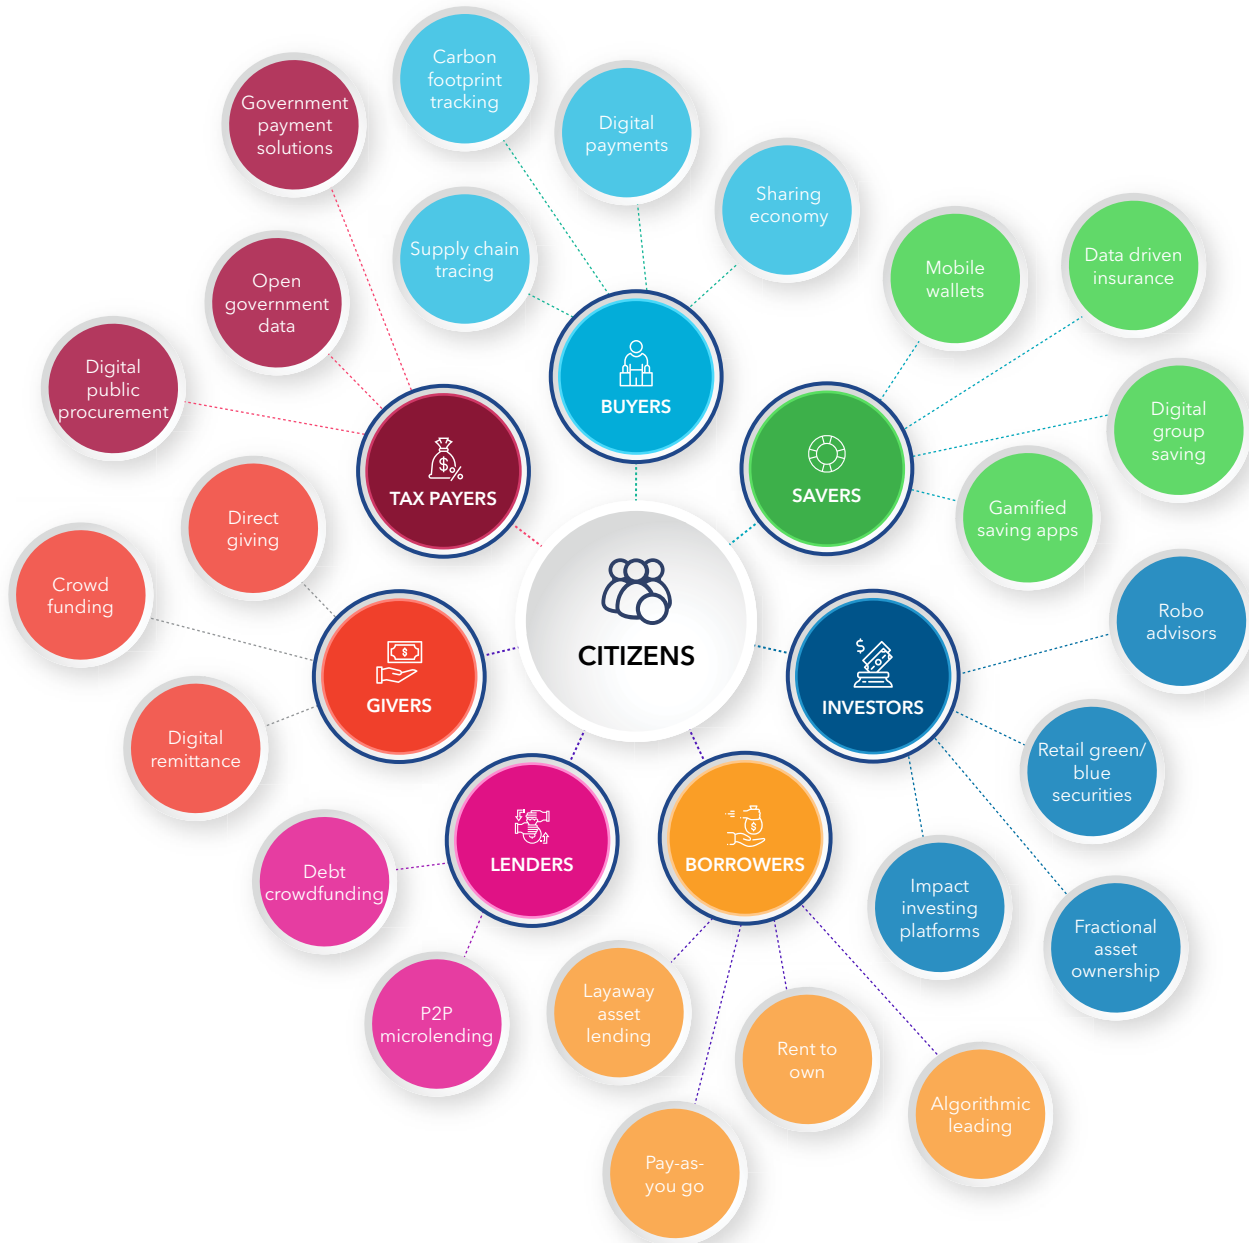 Carbon
footprint
tracking
Government
payment
solutions
Digital
payments
Sharing
economy
Supply chain
tracing
Open
government
data
Mobile
wallets
Data driven
insurance
Digital
public
procurement
BUYERS
Digital
group
saving
TAX PAYERS
SAVERS
Gamified
saving apps
Direct
giving
Crowd
funding
CITIZENS
Robo
advisors
GIVERS
INVESTORS
Digital
remittance
Retail green/
blue
securities
LENDERS
BORROWERS
Debt
crowdfunding
Impact
investing
platforms
Fractional
asset
ownership
P2P
microlending
Layaway
asset
lending
Rent to
own
Algorithmic
leading
Pay-as-
you go